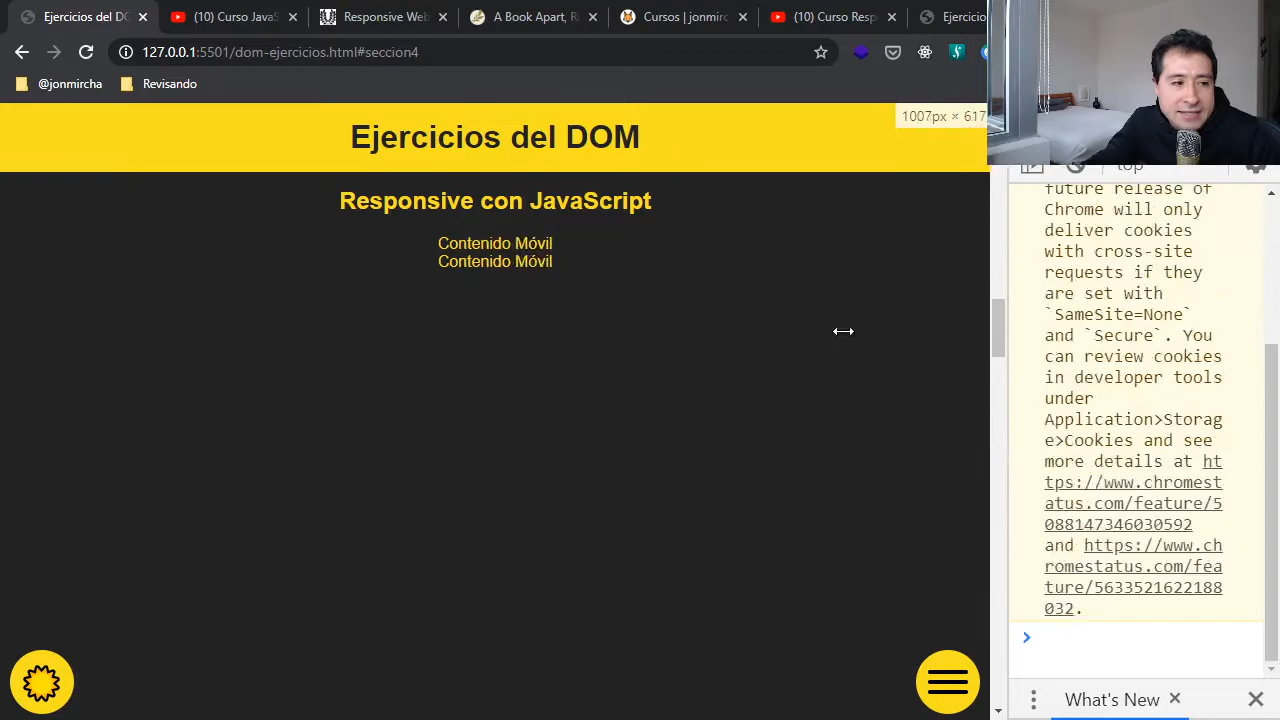 Ejercicios del DO
(10) Curso JavaS
Responsive Web
A Book Apart, R
Cursos | jonmirc
(10) Curso Resp
Ejercicio
127.0.0.1:5501/dom-ejercicios.html#seccion4
@jonmircha
Revisando
1007px × 617
Ejercicios del DOM
Responsive con JavaScript
Contenido Móvil
Contenido Móvil
top
future release of
Chrome will only
deliver cookies
with cross-site
requests if they
are set with
`SameSite=None`
and `Secure`. You
can review cookies
in developer tools
under
Application>Storag
e>Cookies and see
more details at ht
tps://www.chromest
atus.com/feature/5
088147346030592
and https://www.ch
romestatus.com/fea
ture/5633521622188
032.
What's New